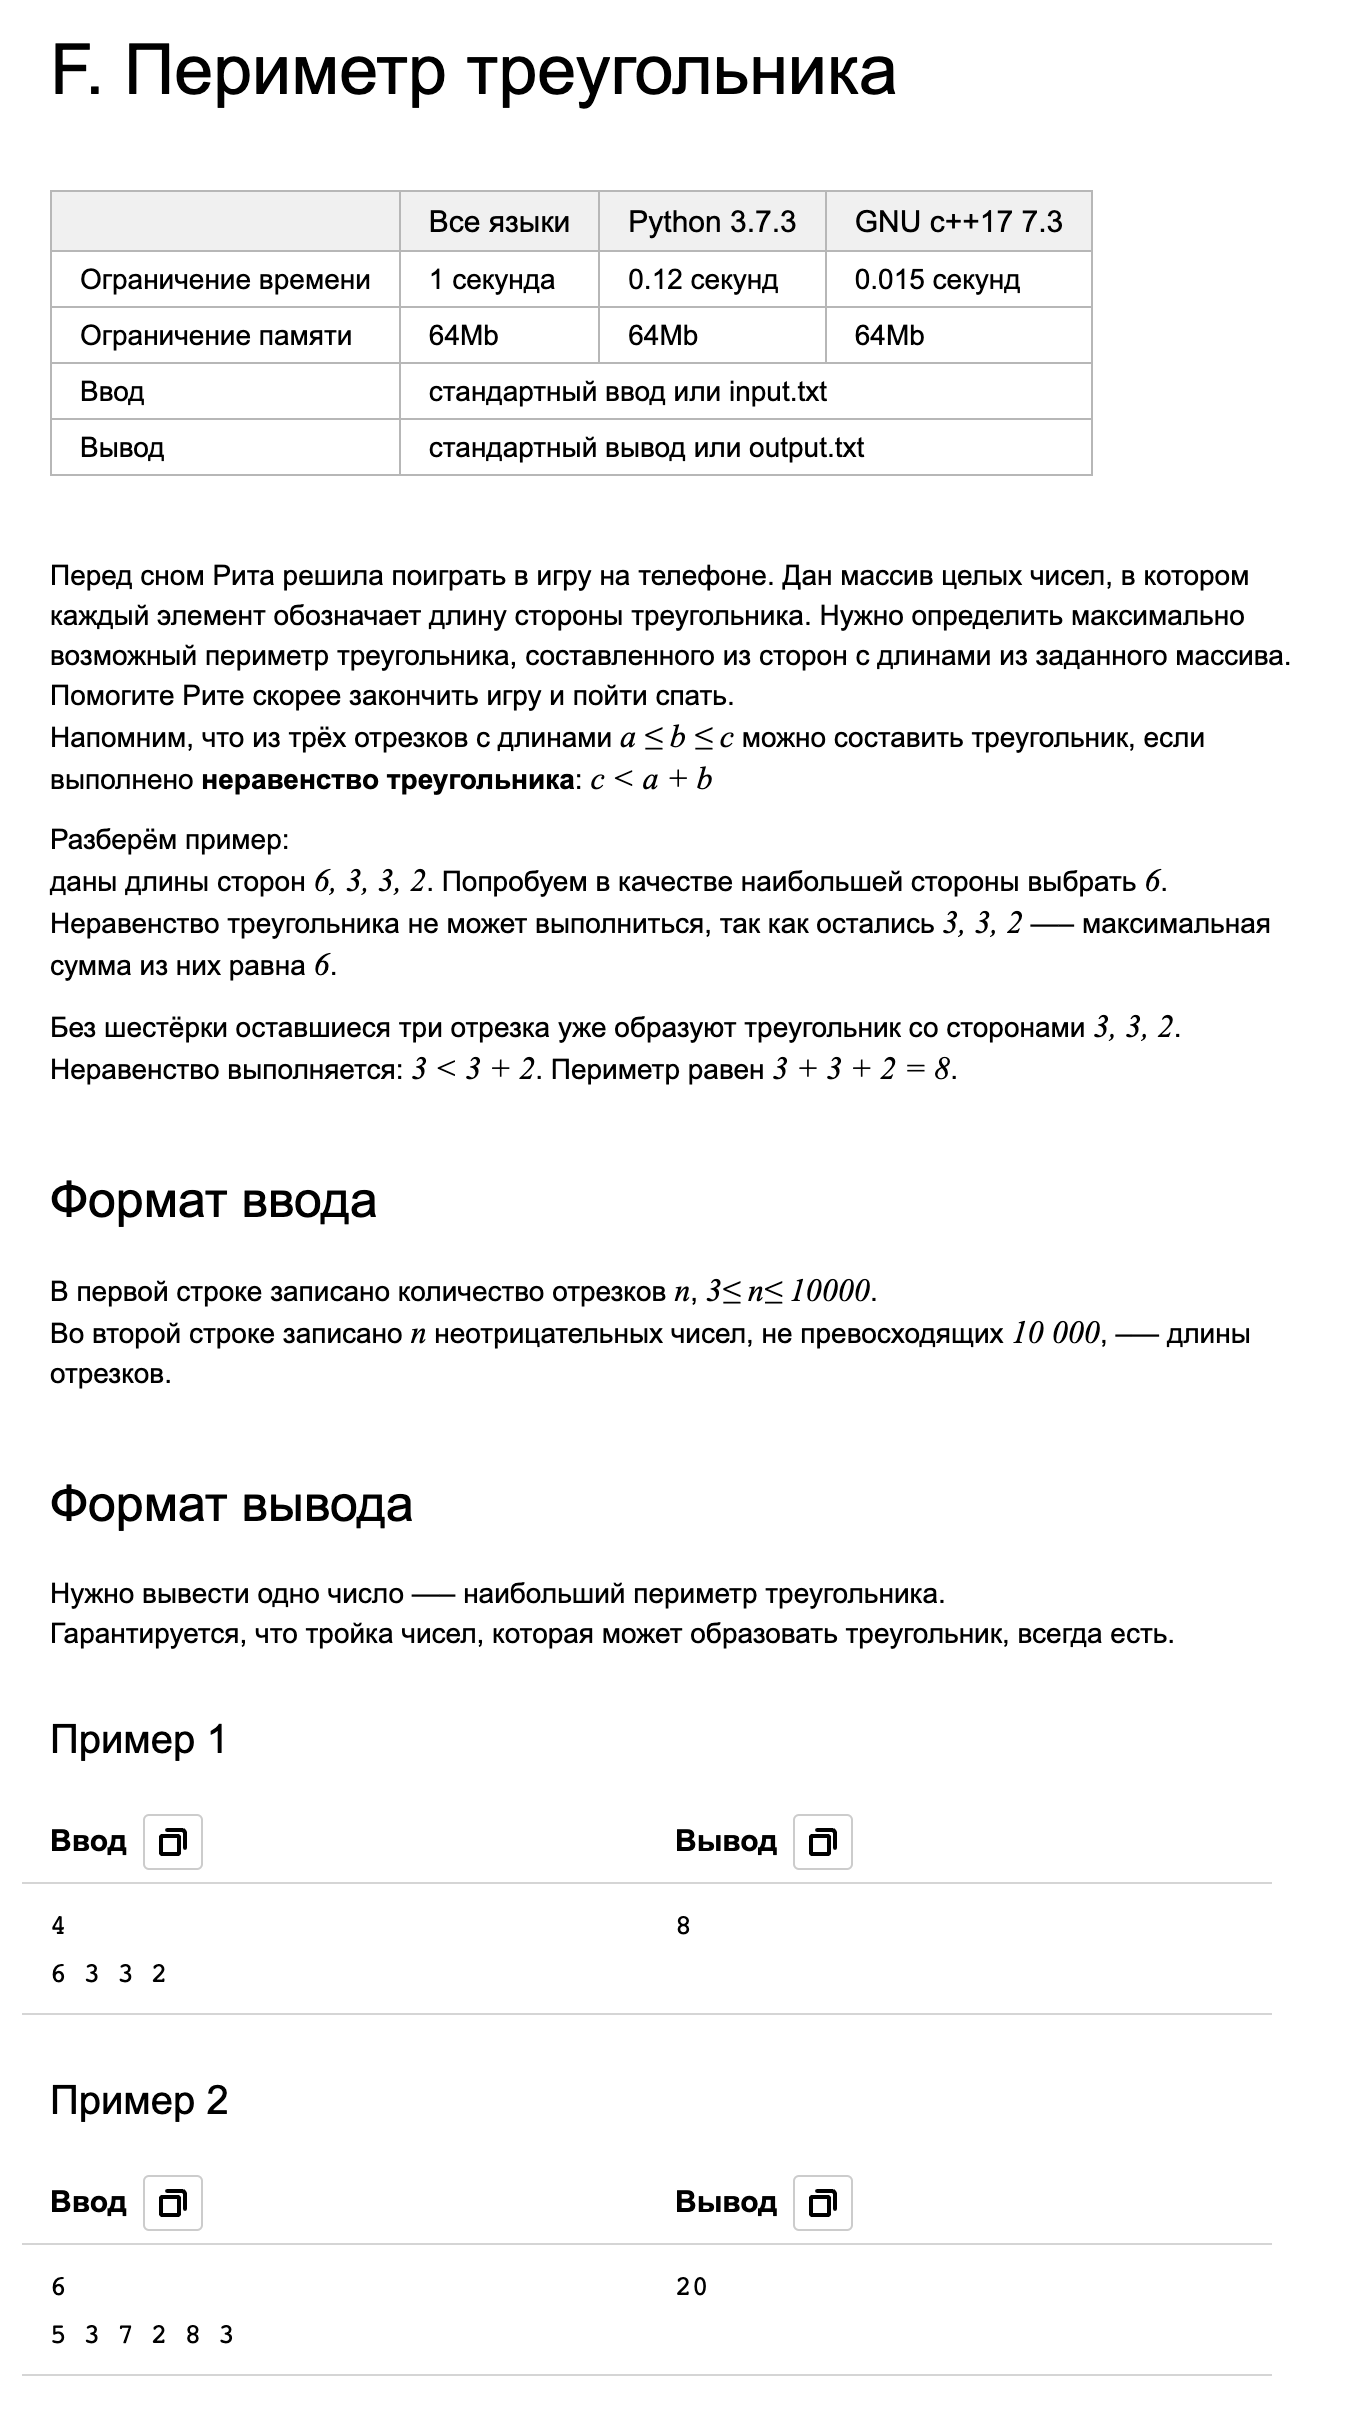 F. Периметр треугольника
Все языки Python 3.7.3 GNU c++17 7.3
Ограничение времени 1 секунда 0.12 секунд 0.015 секунд
Ограничение памяти 64Mb 64Mb 64Mb
Ввод стандартный ввод или input.txt
Вывод стандартный вывод или output.txt
Перед сном Рита решила поиграть в игру на телефоне. Дан массив целых чисел, в котором
каждый элемент обозначает длину стороны треугольника. Нужно определить максимально
возможный периметр треугольника, составленного из сторон с длинами из заданного массива.
Помогите Рите скорее закончить игру и пойти спать.
Напомним, что из трёх отрезков с длинами a ≤ b ≤ c можно составить треугольник, если
выполнено неравенство треугольника: c < a + b
Разберём пример:
даны длины сторон 6, 3, 3, 2. Попробуем в качестве наибольшей стороны выбрать 6.
Неравенство треугольника не может выполниться, так как остались 3, 3, 2 — максимальная
сумма из них равна 6.
Без шестёрки оставшиеся три отрезка уже образуют треугольник со сторонами 3, 3, 2.
Неравенство выполняется: 3 < 3 + 2. Периметр равен 3 + 3 + 2 = 8.
Формат ввода
В первой строке записано количество отрезков n, 3≤ n≤ 10000.
Во второй строке записано n неотрицательных чисел, не превосходящих 10 000, — длины
отрезков.
Формат вывода
Нужно вывести одно число — наибольший периметр треугольника.
Гарантируется, что тройка чисел, которая может образовать треугольник, всегда есть.
Пример 1
Ввод Вывод
4 8
6 3 3 2
Пример 2
Ввод Вывод
6 20
5 3 7 2 8 3